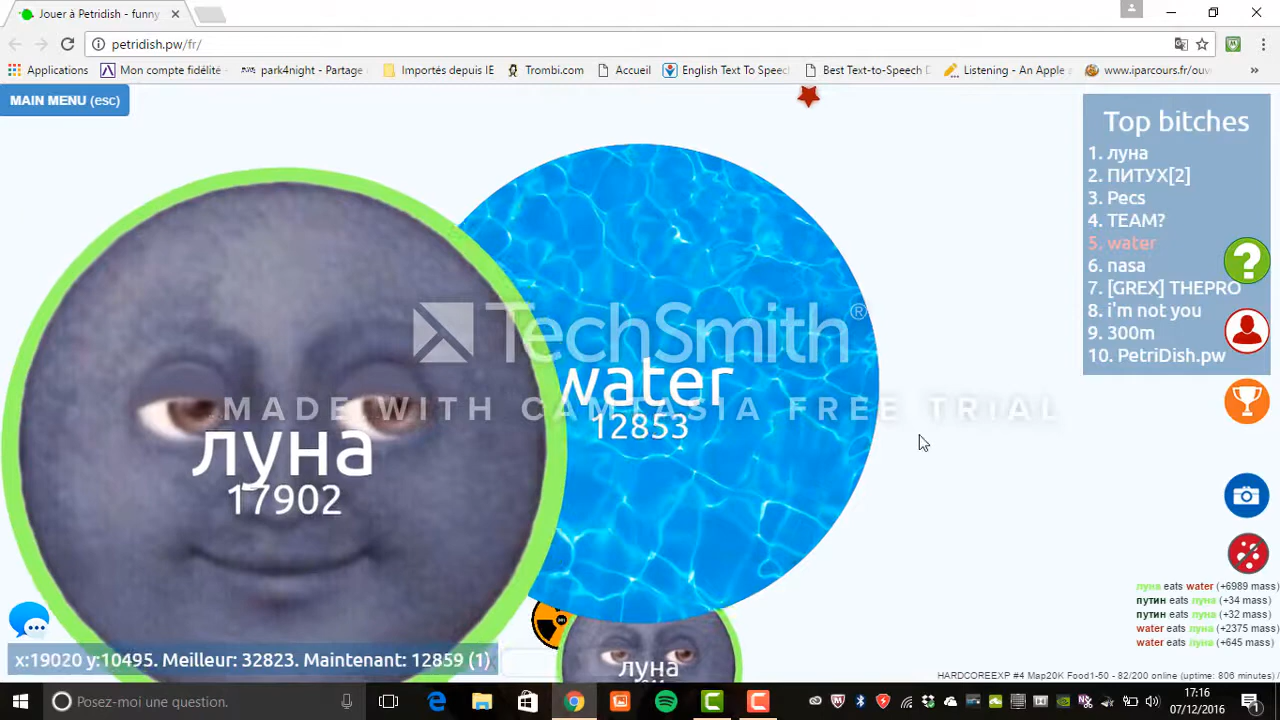 Jouer à Petridish - funny
petridish.pw/fr/
Applications
Mon compte fidélité
park4night - Partage
Importés depuis IE
Trombi.com
Accueil
English Text To Speec
Best Text-to-Speech D
Listening - An Apple a
www.iparcours.fr/ouv
MAIN MENU (esc)
Top bitches
1. луна
2. ПИТУХ[2]
3. Pecs
4. TEAM?
5. water
6. nasa
7. [GREX] THEPRO
8. i'm not you
9. 300m
10. PetriDish.pw
TechSmith®
MADE WITH CAMTASIA FREE TRIAL
water
12853
луна
17902
луна
луна eats water (+6989 mass)
путин eats луна (+34 mass)
путин eats луна (+32 mass)
water eats луна (+2375 mass)
water eats луна (+645 mass)
x:19020 y:10495. Meilleur: 32823. Maintenant: 12859 (1)
HARDCOREEXP #4 Map20K Food1-50 - 82/200 online (uptime: 806 minutes) /
Posez-moi une question.
17:16
07/12/2016